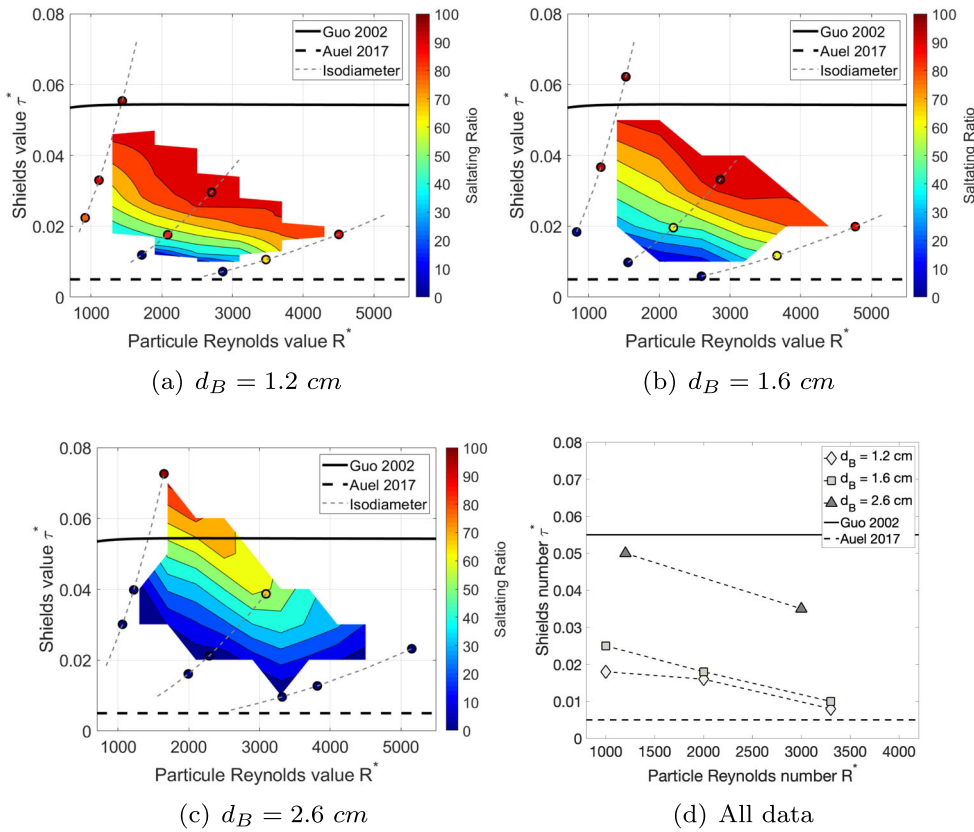 0.08
0.06
0.04
0.02
0
Shields value τ*
1000 2000 3000 4000 5000
Particule Reynolds value R*
Guo 2002
Auel 2017
Isodiameter
100
90
80
70
60
50
40
30
20
10
0
Saltating Ratio
(a) d_B = 1.2 cm
0.08
0.06
0.04
0.02
0
Shields value τ*
1000 2000 3000 4000 5000
Particule Reynolds value R*
Guo 2002
Auel 2017
Isodiameter
100
90
80
70
60
50
40
30
20
10
0
Saltating Ratio
(b) d_B = 1.6 cm
0.08
0.06
0.04
0.02
0
Shields value τ*
1000 2000 3000 4000 5000
Particule Reynolds value R*
Guo 2002
Auel 2017
Isodiameter
100
90
80
70
60
50
40
30
20
10
0
Saltating Ratio
(c) d_B = 2.6 cm
0.08
0.07
0.06
0.05
0.04
0.03
0.02
0.01
0
Shields number τ*
1000 1500 2000 2500 3000 3500 4000
Particle Reynolds number R*
d_B = 1.2 cm
d_B = 1.6 cm
d_B = 2.6 cm
Guo 2002
Auel 2017
(d) All data